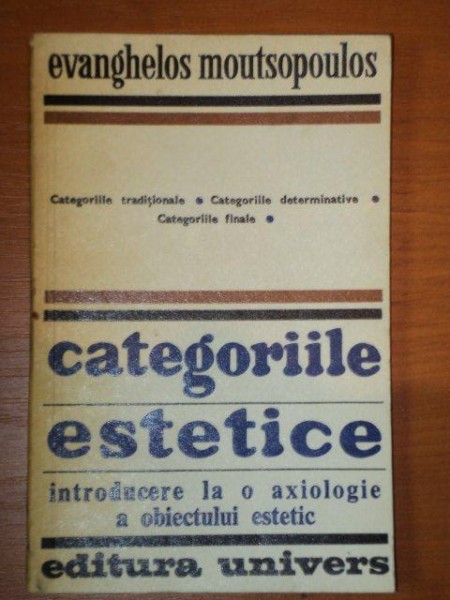 evanghelos moutsopoulos
Categoriile tradiționale • Categoriile determinative •
Categoriile finale •
categoriile
estetice
introducere la o axiologie
a obiectului estetic
editura univers